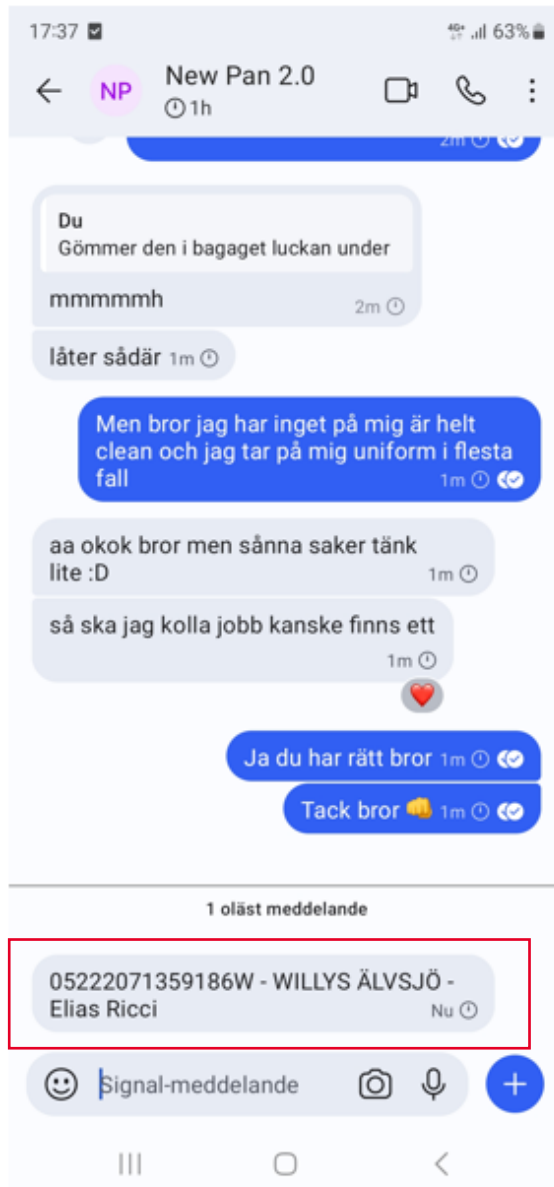 17:37
4G+ 63%
NP New Pan 2.0
1h
2m
Du
Gömmer den i bagaget luckan under
mmmmmh 2m
låter sådär 1m
Men bror jag har inget på mig är helt
clean och jag tar på mig uniform i flesta
fall 1m
aa okok bror men sånna saker tänk
lite :D 1m
så ska jag kolla jobb kanske finns ett
1m
❤️
Ja du har rätt bror 1m
Tack bror 👊 1m
1 oläst meddelande
05222071359186W - WILLYS ÄLVSJÖ -
Elias Ricci Nu
Signal-meddelande